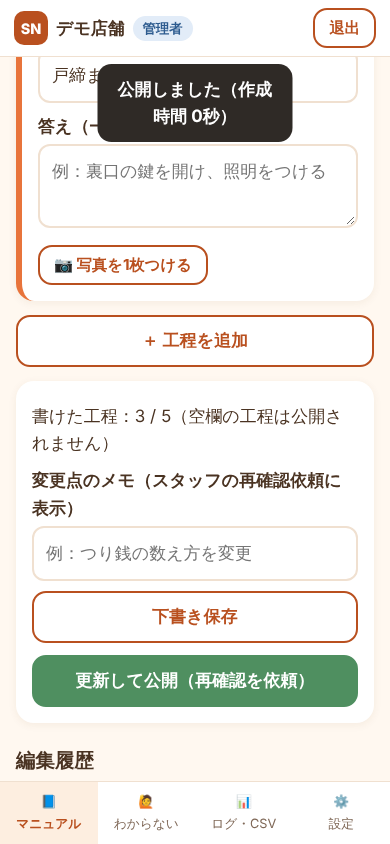 SN デモ店舗 管理者 退出
戸締ま
公開しました（作成
時間 0秒）
答え（一
例：裏口の鍵を開け、照明をつける
📷 写真を1枚つける
＋ 工程を追加
書けた工程：3 / 5（空欄の工程は公開さ
れません）
変更点のメモ（スタッフの再確認依頼に
表示）
例：つり銭の数え方を変更
下書き保存
更新して公開（再確認を依頼）
編集履歴
📘 マニュアル
🙋 わからない
📊 ログ・CSV
⚙️ 設定